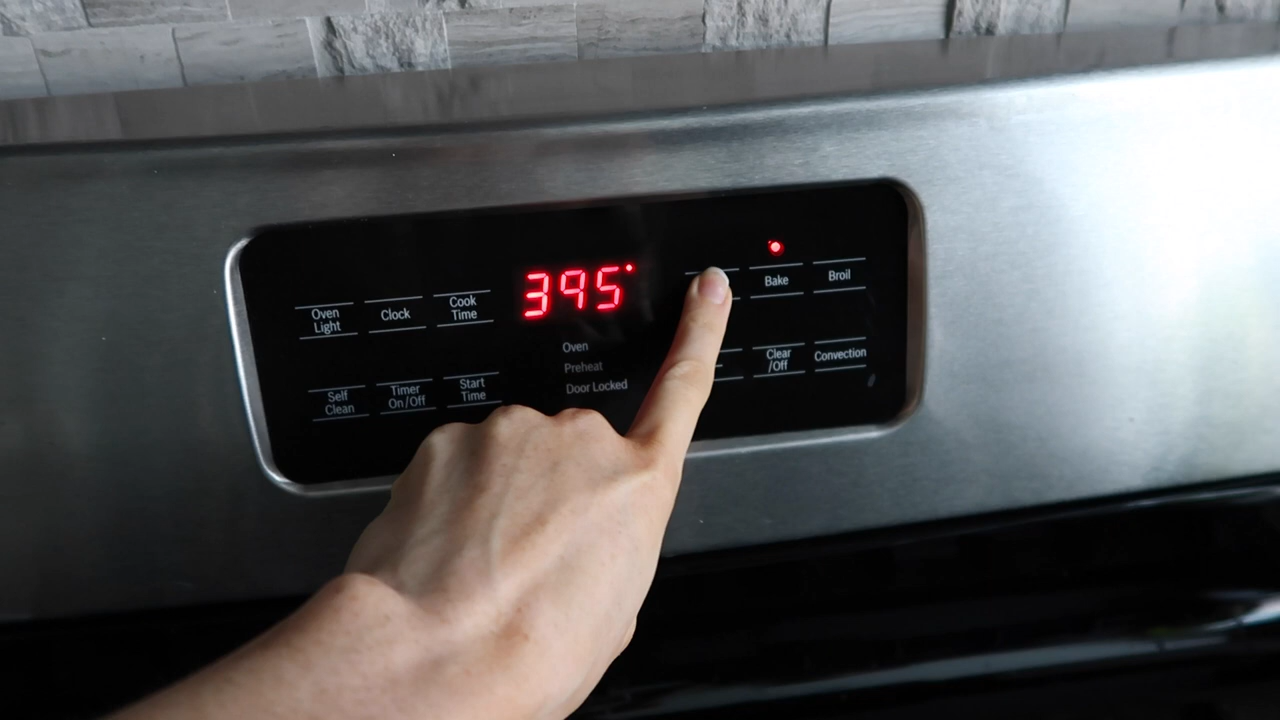 Oven
Light
Clock
Cook
Time
395°
Bake
Broil
Self
Clean
Timer
On/Off
Start
Time
Oven
Preheat
Door Locked
Clear
/Off
Convection